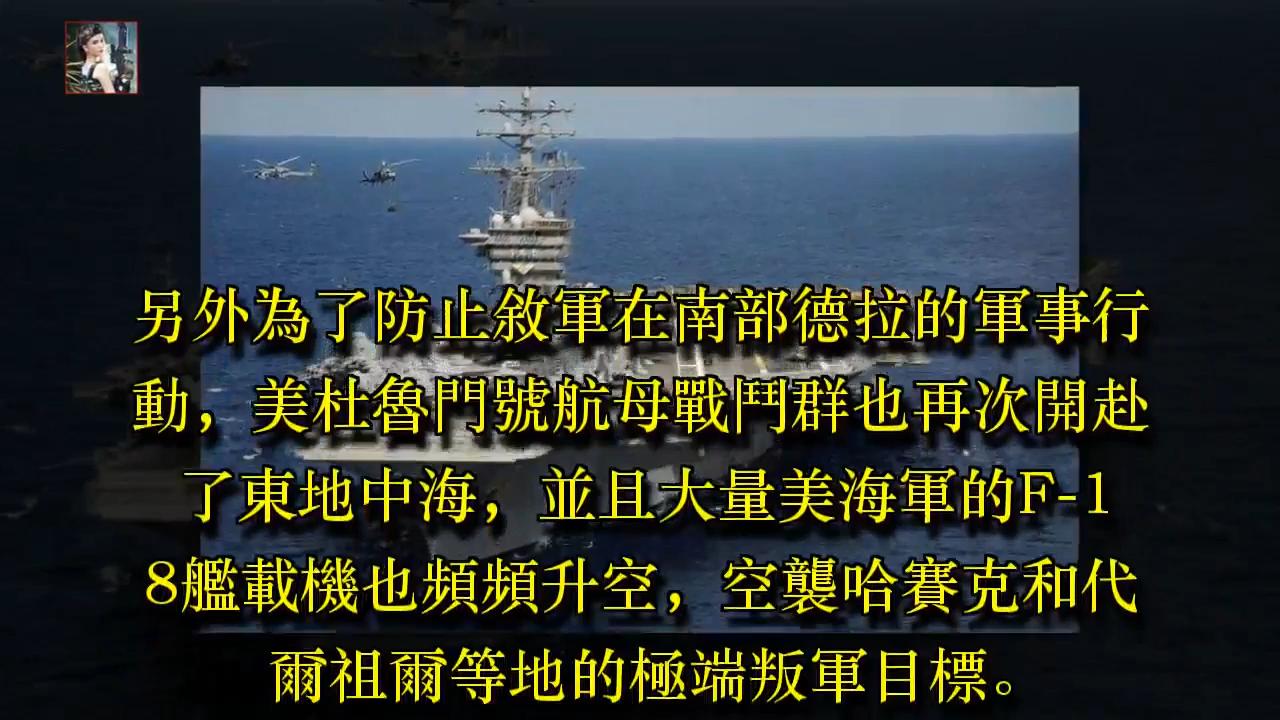 另外為了防止敘軍在南部德拉的軍事行
動，美杜魯門號航母戰鬥群也再次開赴
了東地中海，並且大量美海軍的F-1
8艦載機也頻頻升空，空襲哈賽克和代
爾祖爾等地的極端叛軍目標。